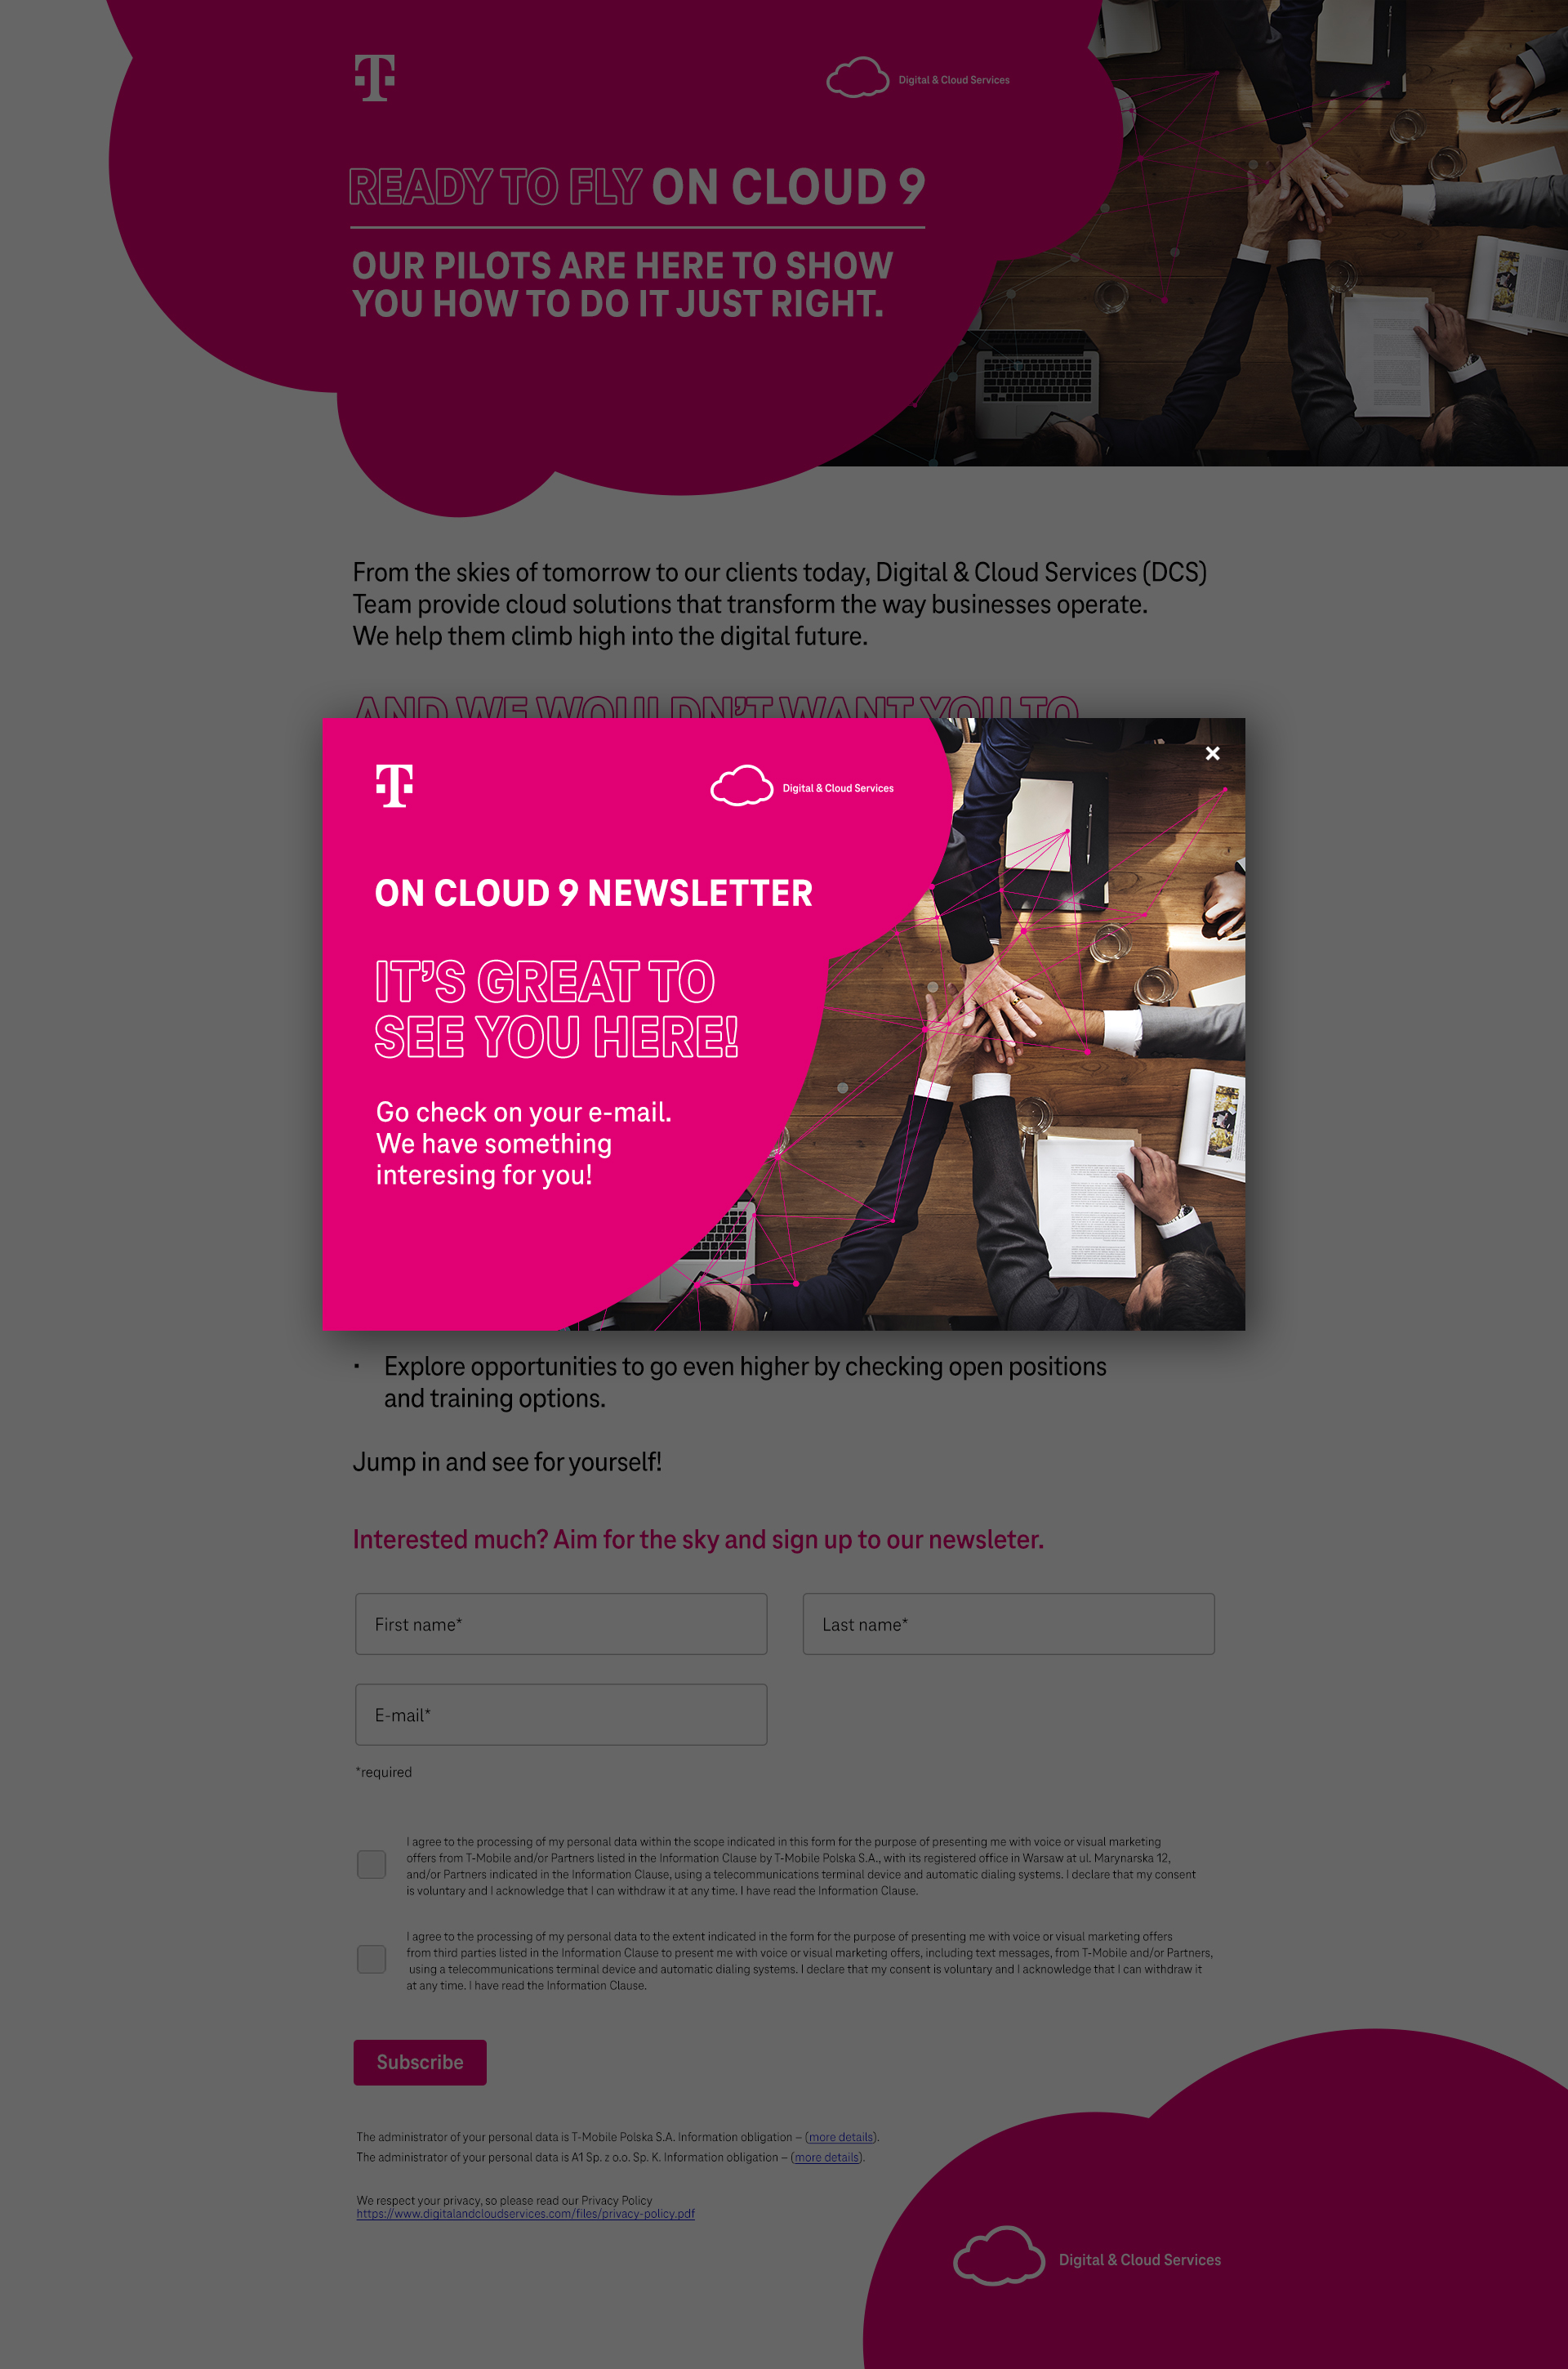 T
Digital & Cloud Services
READY TO FLY ON CLOUD 9
OUR PILOTS ARE HERE TO SHOW
YOU HOW TO DO IT JUST RIGHT.
From the skies of tomorrow to our clients today, Digital & Cloud Services (DCS)
Team provide cloud solutions that transform the way businesses operate.
We help them climb high into the digital future.
AND WE WOULDN'T WANT YOU TO
T
Digital & Cloud Services
×
ON CLOUD 9 NEWSLETTER
IT'S GREAT TO
SEE YOU HERE!
Go check on your e-mail.
We have something
interesing for you!
• Explore opportunities to go even higher by checking open positions
and training options.
Jump in and see for yourself!
Interested much? Aim for the sky and sign up to our newsleter.
First name*
Last name*
E-mail*
*required
I agree to the processing of my personal data within the scope indicated in this form for the purpose of presenting me with voice or visual marketing
offers from T-Mobile and/or Partners listed in the Information Clause by T-Mobile Polska S.A., with its registered office in Warsaw at ul. Marynarska 12,
and/or Partners indicated in the Information Clause, using a telecommunications terminal device and automatic dialing systems. I declare that my consent
is voluntary and I acknowledge that I can withdraw it at any time. I have read the Information Clause.
I agree to the processing of my personal data to the extent indicated in the form for the purpose of presenting me with voice or visual marketing offers
from third parties listed in the Information Clause to present me with voice or visual marketing offers, including text messages, from T-Mobile and/or Partners,
using a telecommunications terminal device and automatic dialing systems. I declare that my consent is voluntary and I acknowledge that I can withdraw it
at any time. I have read the Information Clause.
Subscribe
The administrator of your personal data is T-Mobile Polska S.A. Information obligation – (more details).
The administrator of your personal data is A1 Sp. z o.o. Sp. K. Information obligation – (more details).
We respect your privacy, so please read our Privacy Policy
https://www.digitalandcloudservices.com/files/privacy-policy.pdf
Digital & Cloud Services